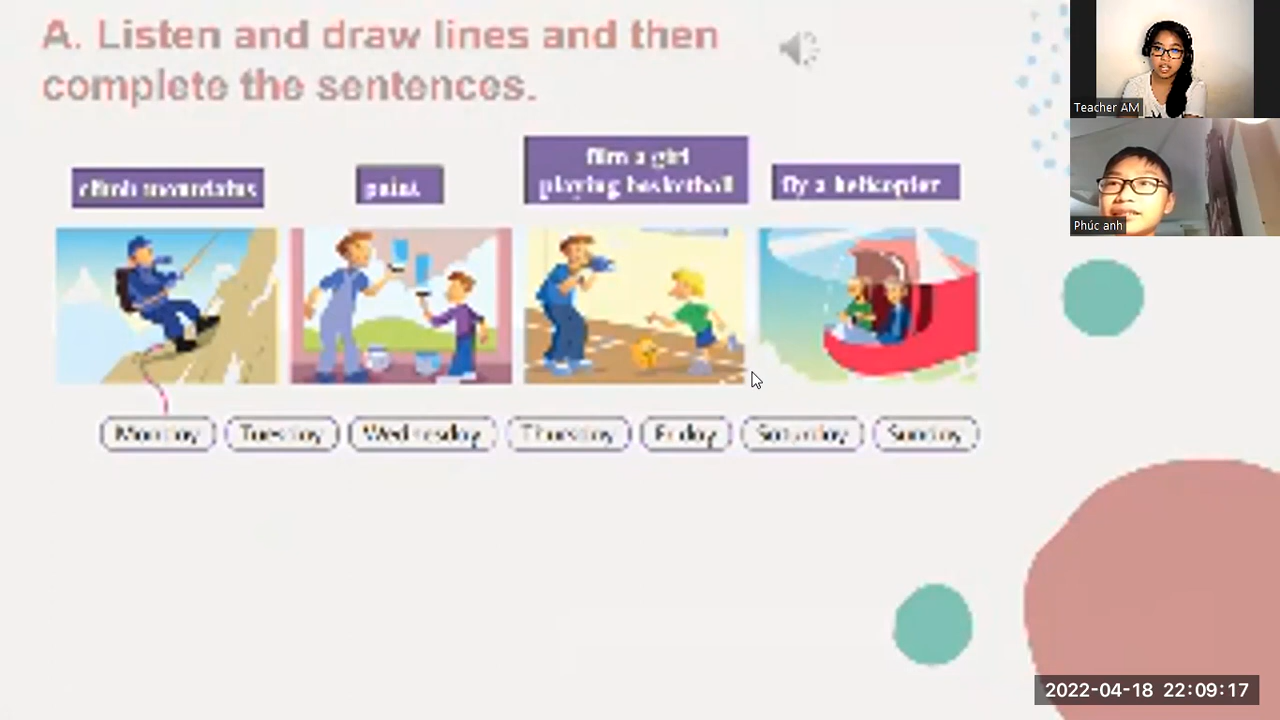 A. Listen and draw lines and then
complete the sentences.
climb mountains
paint
film a girl
playing basketball
fly a helicopter
Monday
Tuesday
Wednesday
Thursday
Friday
Saturday
Sunday
Teacher AM
Phúc anh
2022-04-18 22:09:17